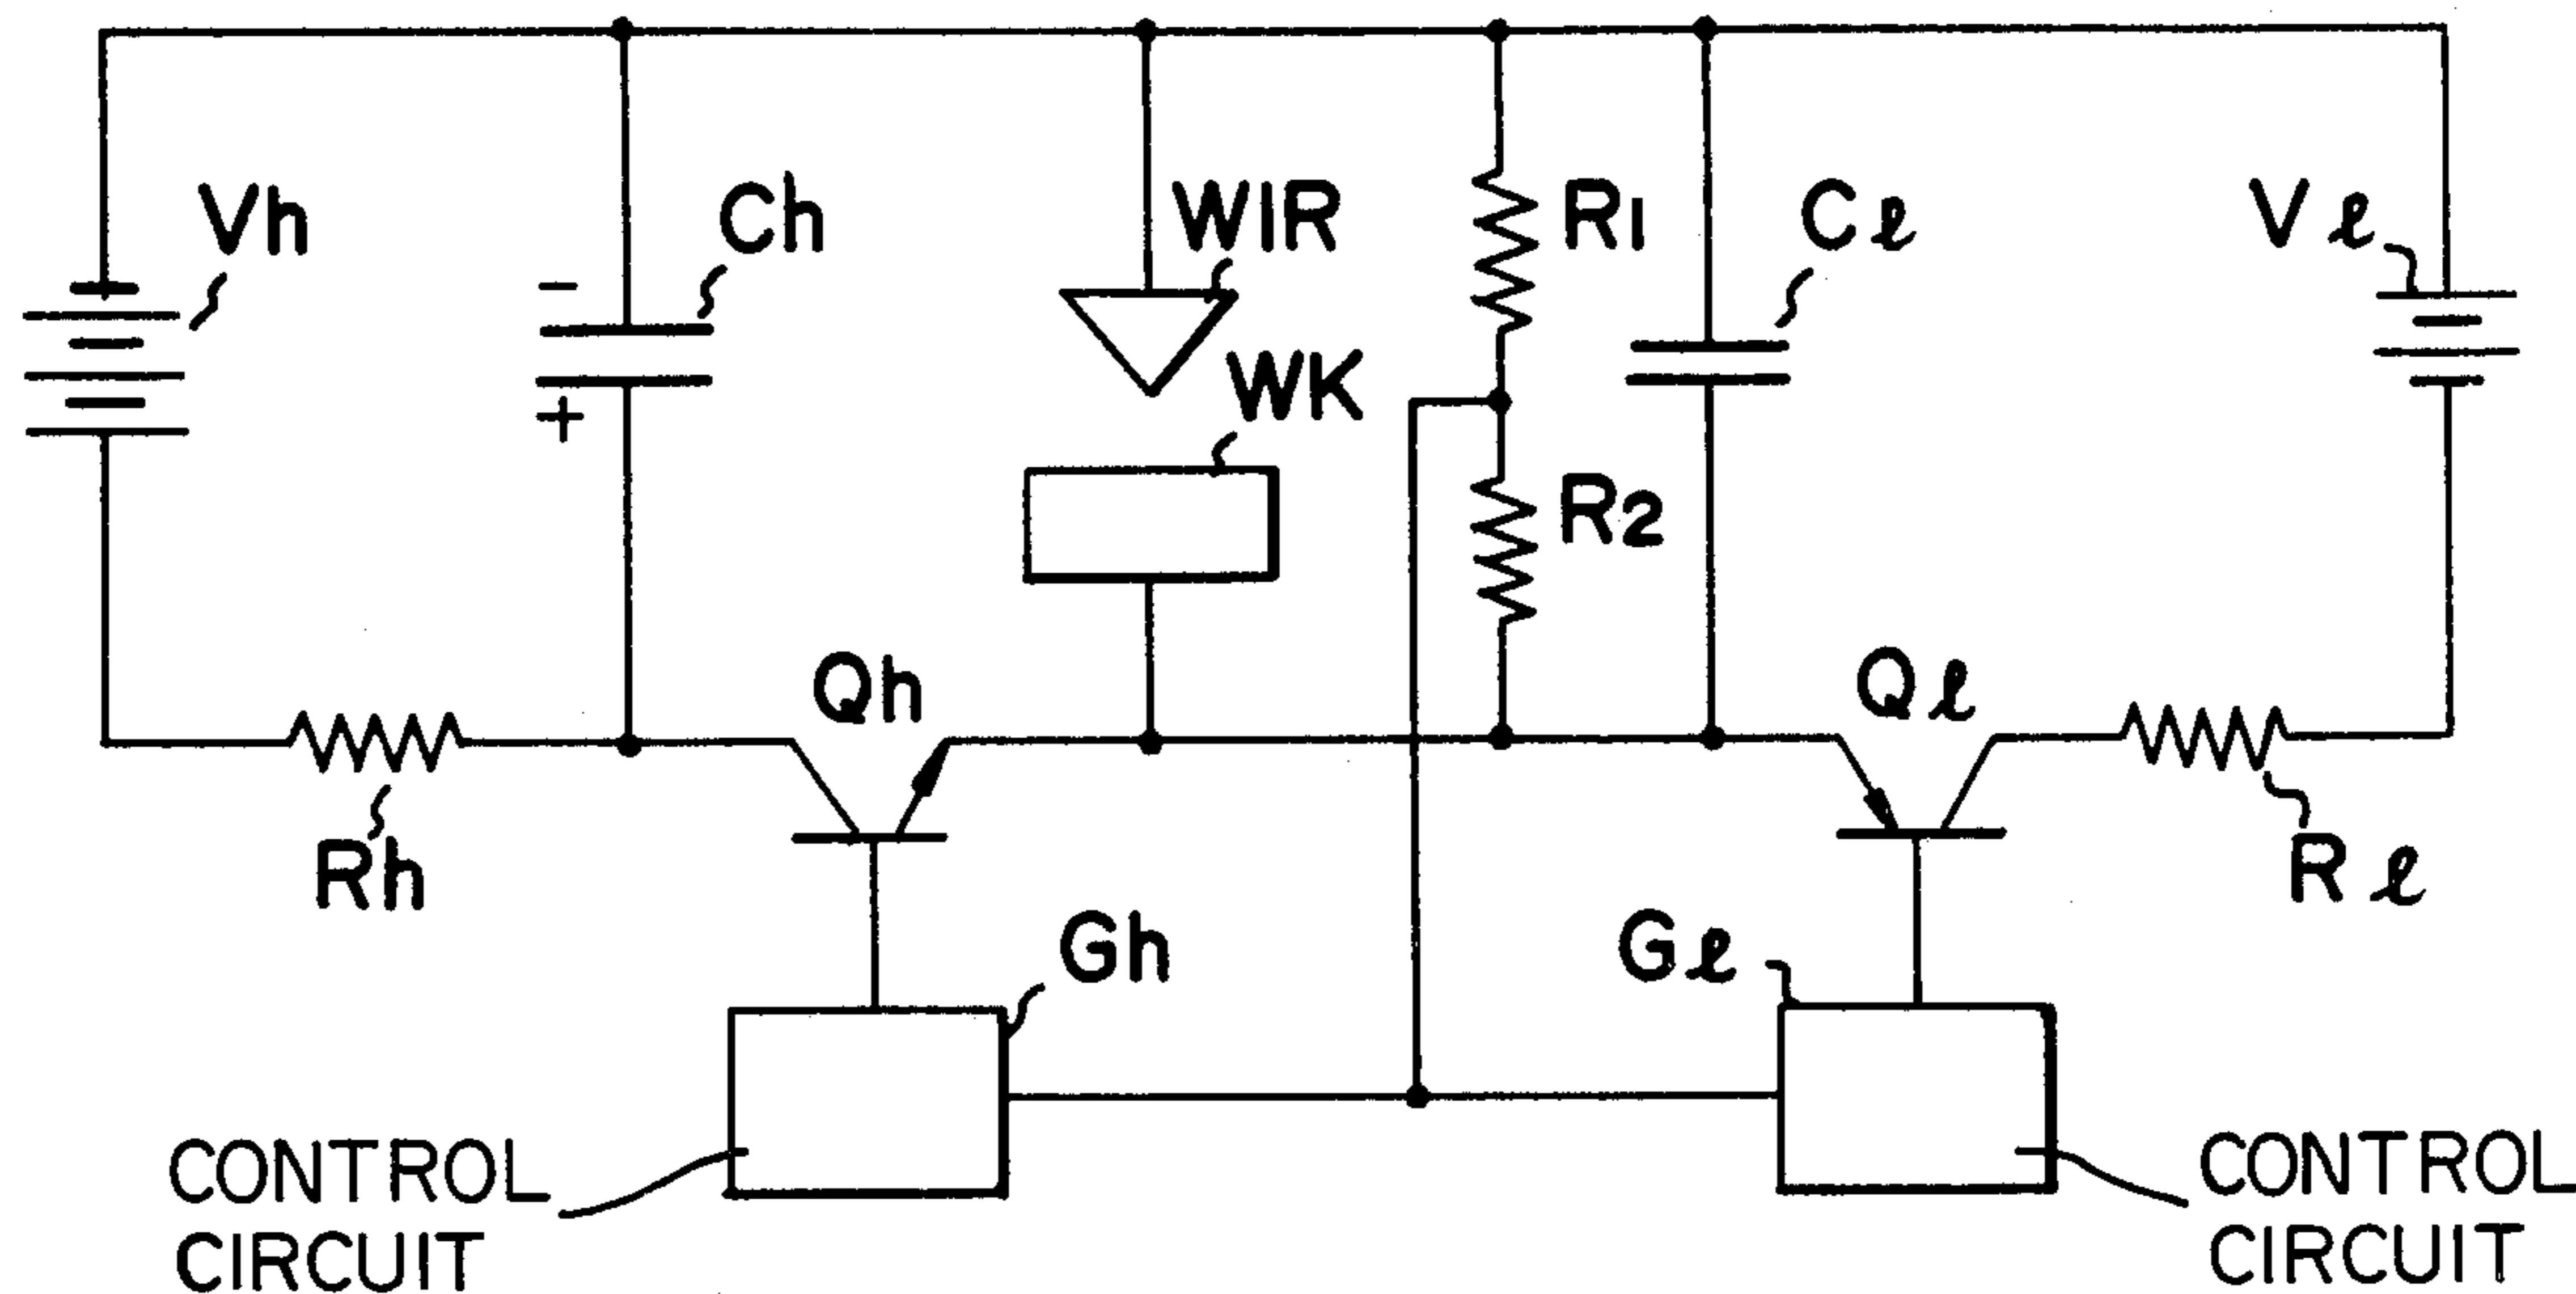 Vh
Ch
WIR
R1
Cℓ
Vℓ
WK
R2
Qh
Qℓ
Rh
Rℓ
Gh
Gℓ
CONTROL
CIRCUIT
CONTROL
CIRCUIT
−
+